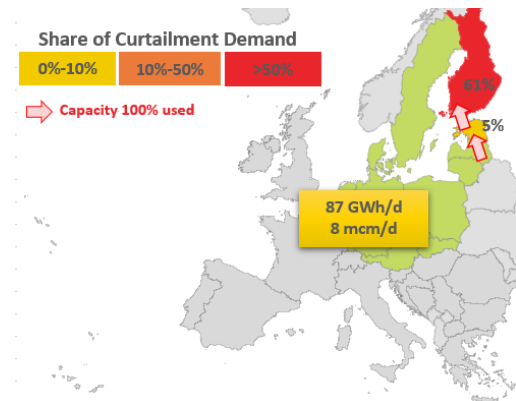 Share of Curtailment Demand
0%-10% 10%-50% >50%
Capacity 100% used
61%
5%
87 GWh/d
8 mcm/d